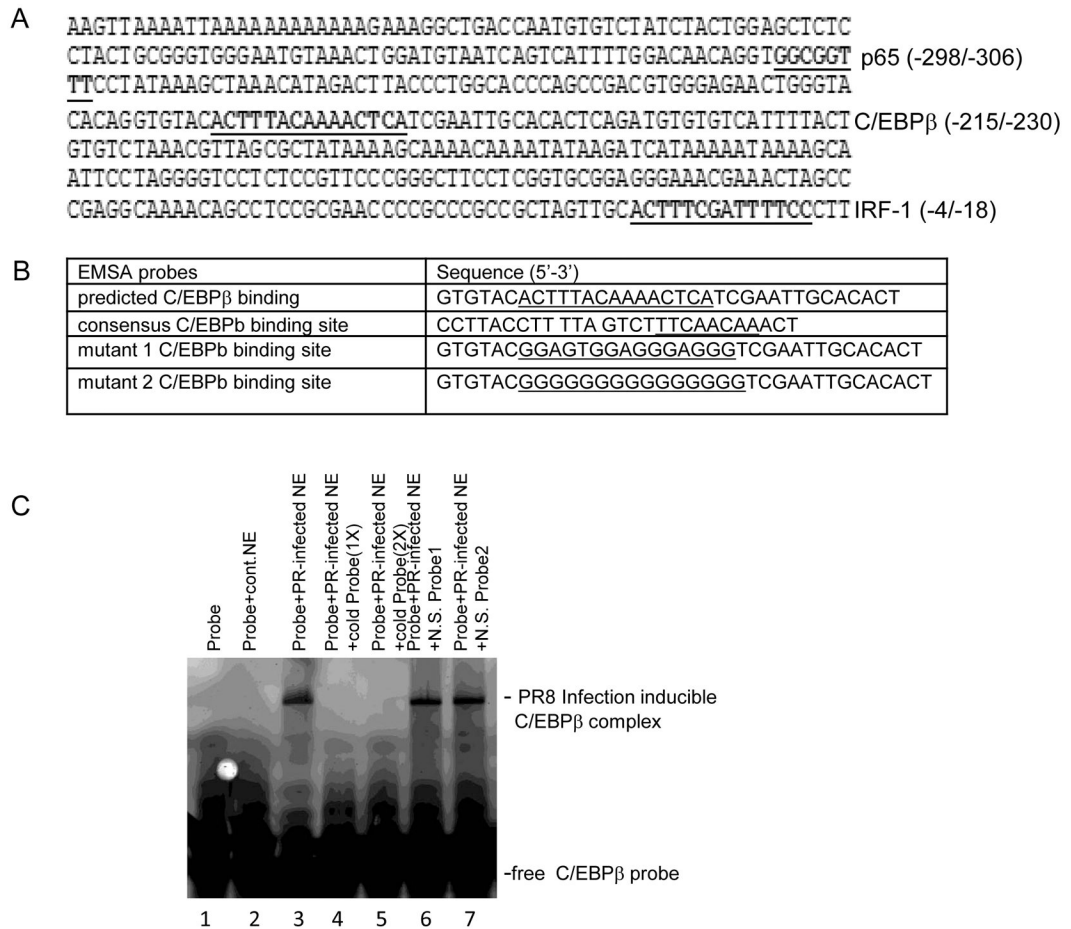 A
AAGTTAAAATTAAAAAAAAAAAAGAAAGGCTGACCAATGTGTCTATCTACTGGAGCTCTC
CTACTGCGGGTGGGAATGTAAACTGGATGTAATCAGTCATTTTGGACAACAGGTGGCGGT p65 (-298/-306)
TTCCTATAAAGCTAAACATAGACTTACCCTGGCACCCAGCCGACGTGGGAGAACTGGGTA
CACAGGTGTACACTTTACAAAACTCATCGAATTGCACACTCAGATGTGTGTCATTTTACT C/EBPβ (-215/-230)
GTGTCTAAACGTTAGCGCTATAAAAGCAAAACAAAATATAAGATCATAAAAATAAAAGCA
ATTCCTAGGGGTCCTCTCCGTTCCCGGGCTTCCTCGGTGCGGAGGGAAACGAAACTAGCC
CGAGGCAAAACAGCCTCCGCGAACCCCGCCCGCCGCTAGTTGCACTTTCGATTTTCCCTT IRF-1 (-4/-18)
B
EMSA probes Sequence (5'-3')
predicted C/EBPβ binding GTGTACACTTTACAAAACTCATCGAATTGCACACT
consensus C/EBPb binding site CCTTACCTT TTA GTCTTTCAACAAACT
mutant 1 C/EBPb binding site GTGTACGGAGTGGAGGGAGGGTCGAATTGCACACT
mutant 2 C/EBPb binding site GTGTACGGGGGGGGGGGGGGGTCGAATTGCACACT
C
Probe
Probe+cont.NE
Probe+PR-infected NE
Probe+PR-infected NE
+cold Probe(1X)
Probe+PR-infected NE
+cold Probe(2X)
Probe+PR-infected NE
+N.S. Probe1
Probe+PR-infected NE
+N.S. Probe2
- PR8 Infection inducible
C/EBPβ complex
-free C/EBPβ probe
1 2 3 4 5 6 7